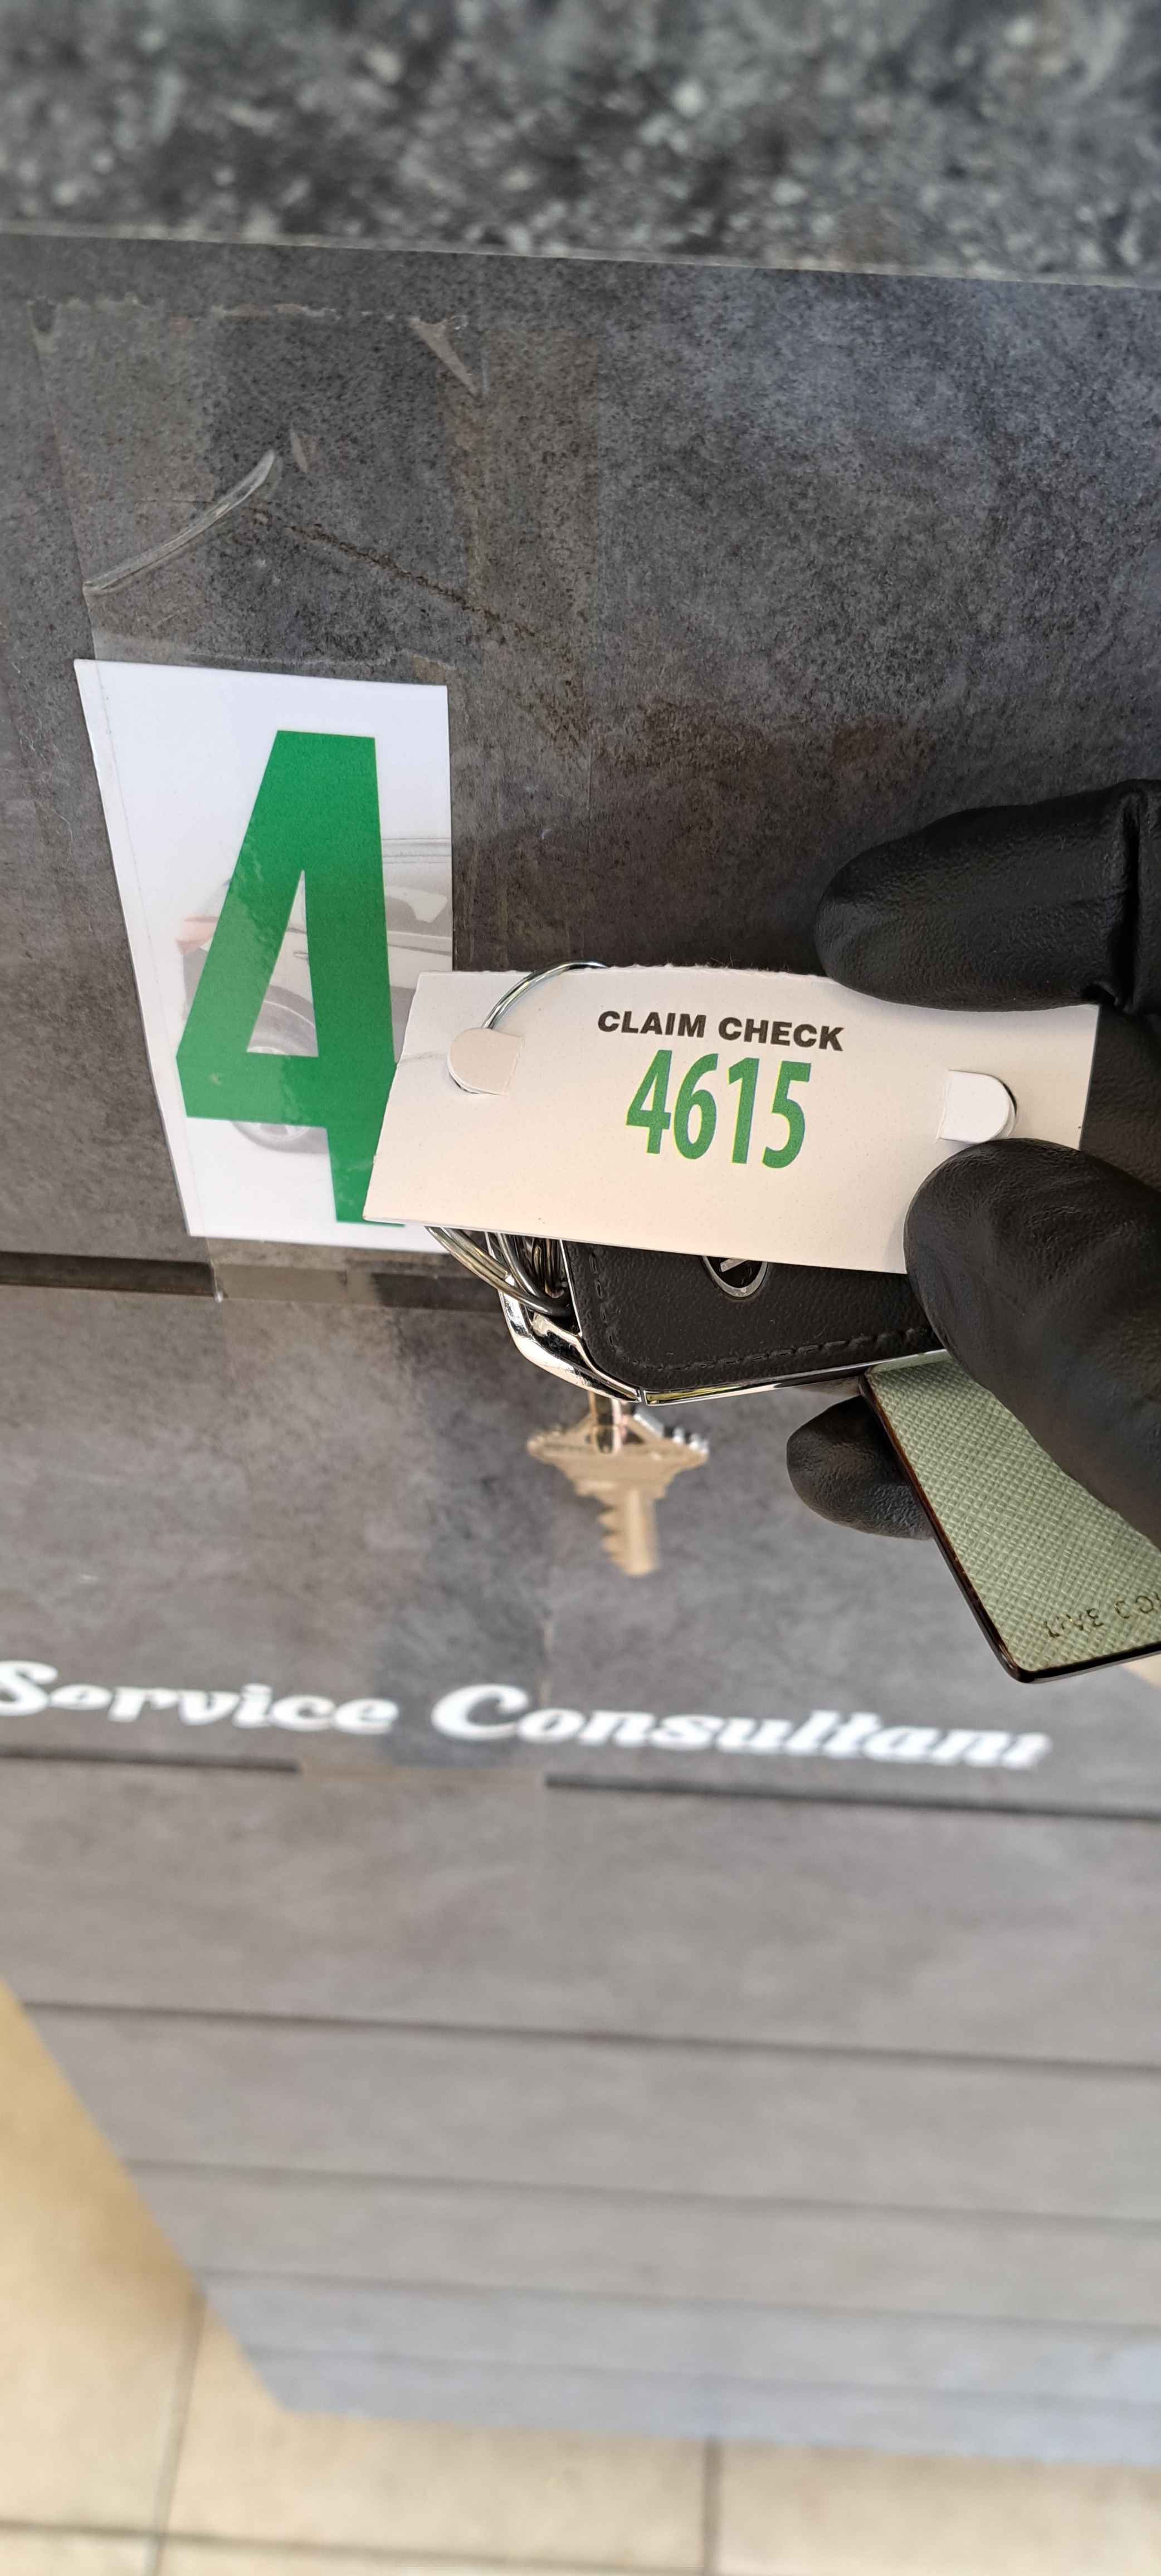 4
CLAIM CHECK
4615
Service Consultant